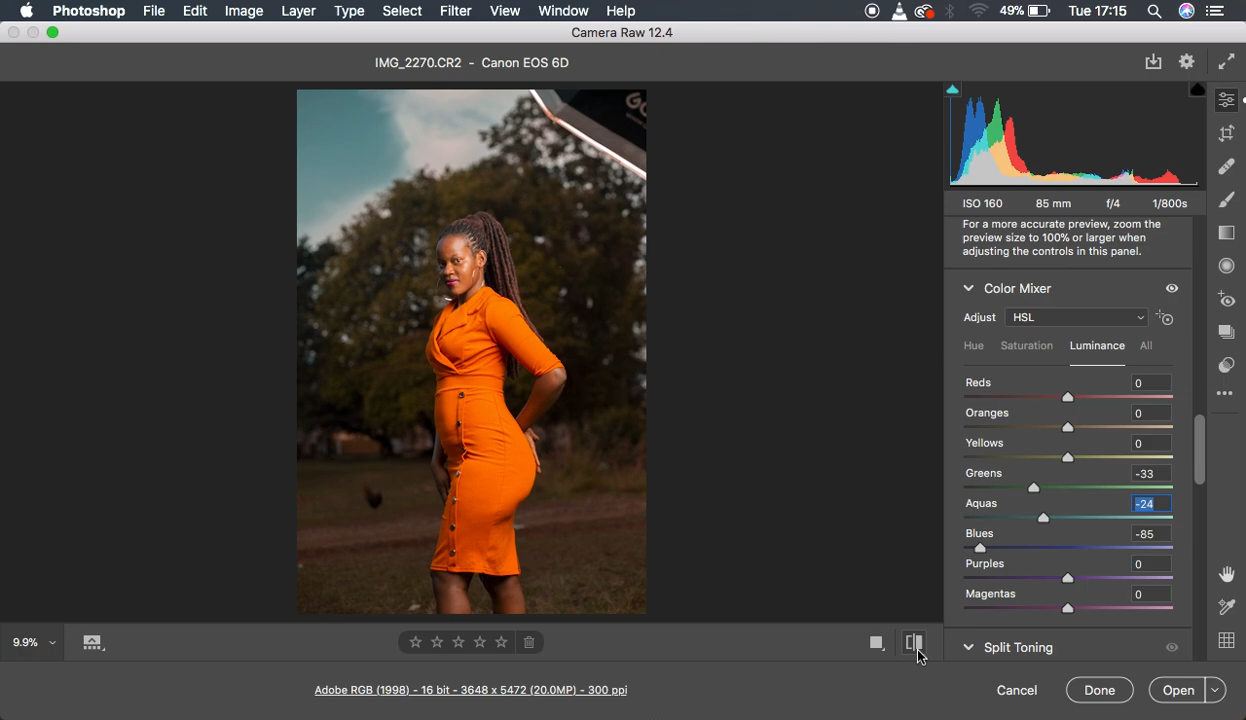 Photoshop File Edit Image Layer Type Select Filter View Window Help 49% Tue 17:15
Camera Raw 12.4
IMG_2270.CR2 - Canon EOS 6D
ISO 160 85 mm f/4 1/800s
For a more accurate preview, zoom the
preview size to 100% or larger when
adjusting the controls in this panel.
Color Mixer
Adjust HSL
Hue Saturation Luminance All
Reds 0
Oranges 0
Yellows 0
Greens -33
Aquas -24
Blues -85
Purples 0
Magentas 0
Split Toning
9.9%
Adobe RGB (1998) - 16 bit - 3648 x 5472 (20.0MP) - 300 ppi
Cancel Done Open